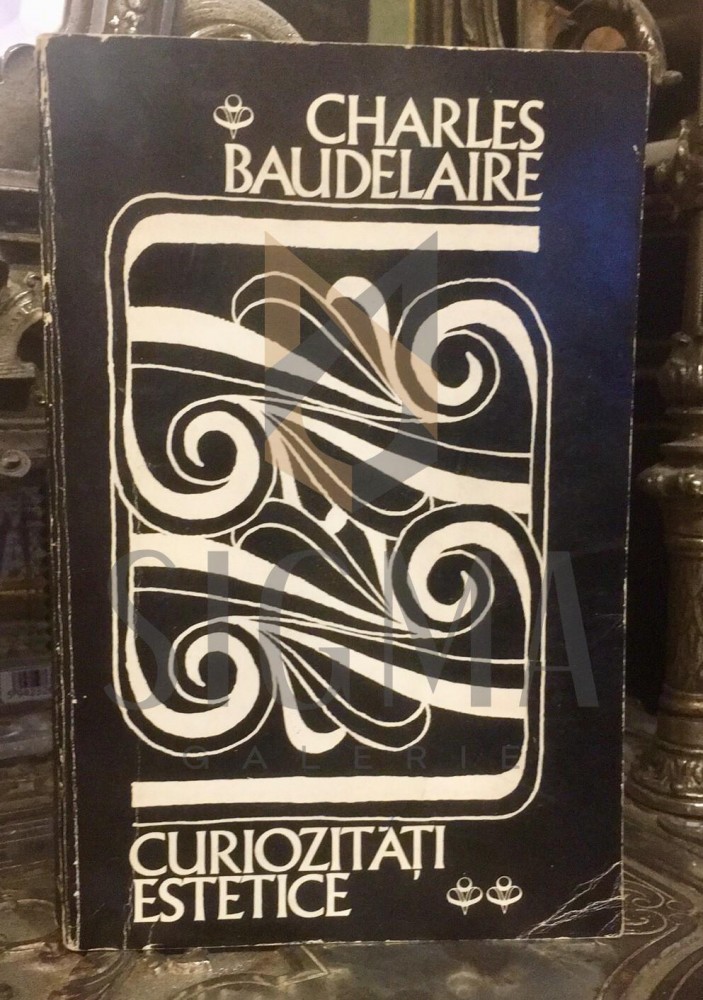 CHARLES
BAUDELAIRE
SIGMA
GALERIE
CURIOZITĂȚI
ESTETICE